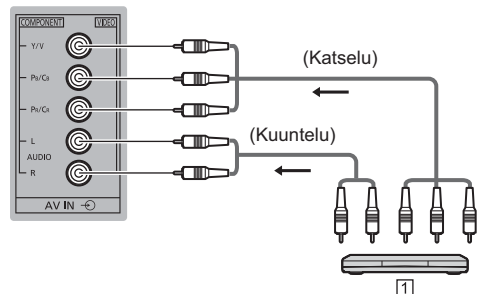 COMPONENT VIDEO
Y/V
PB/CB
PR/CR
L
AUDIO
R
AV IN
(Katselu)
(Kuuntelu)
1